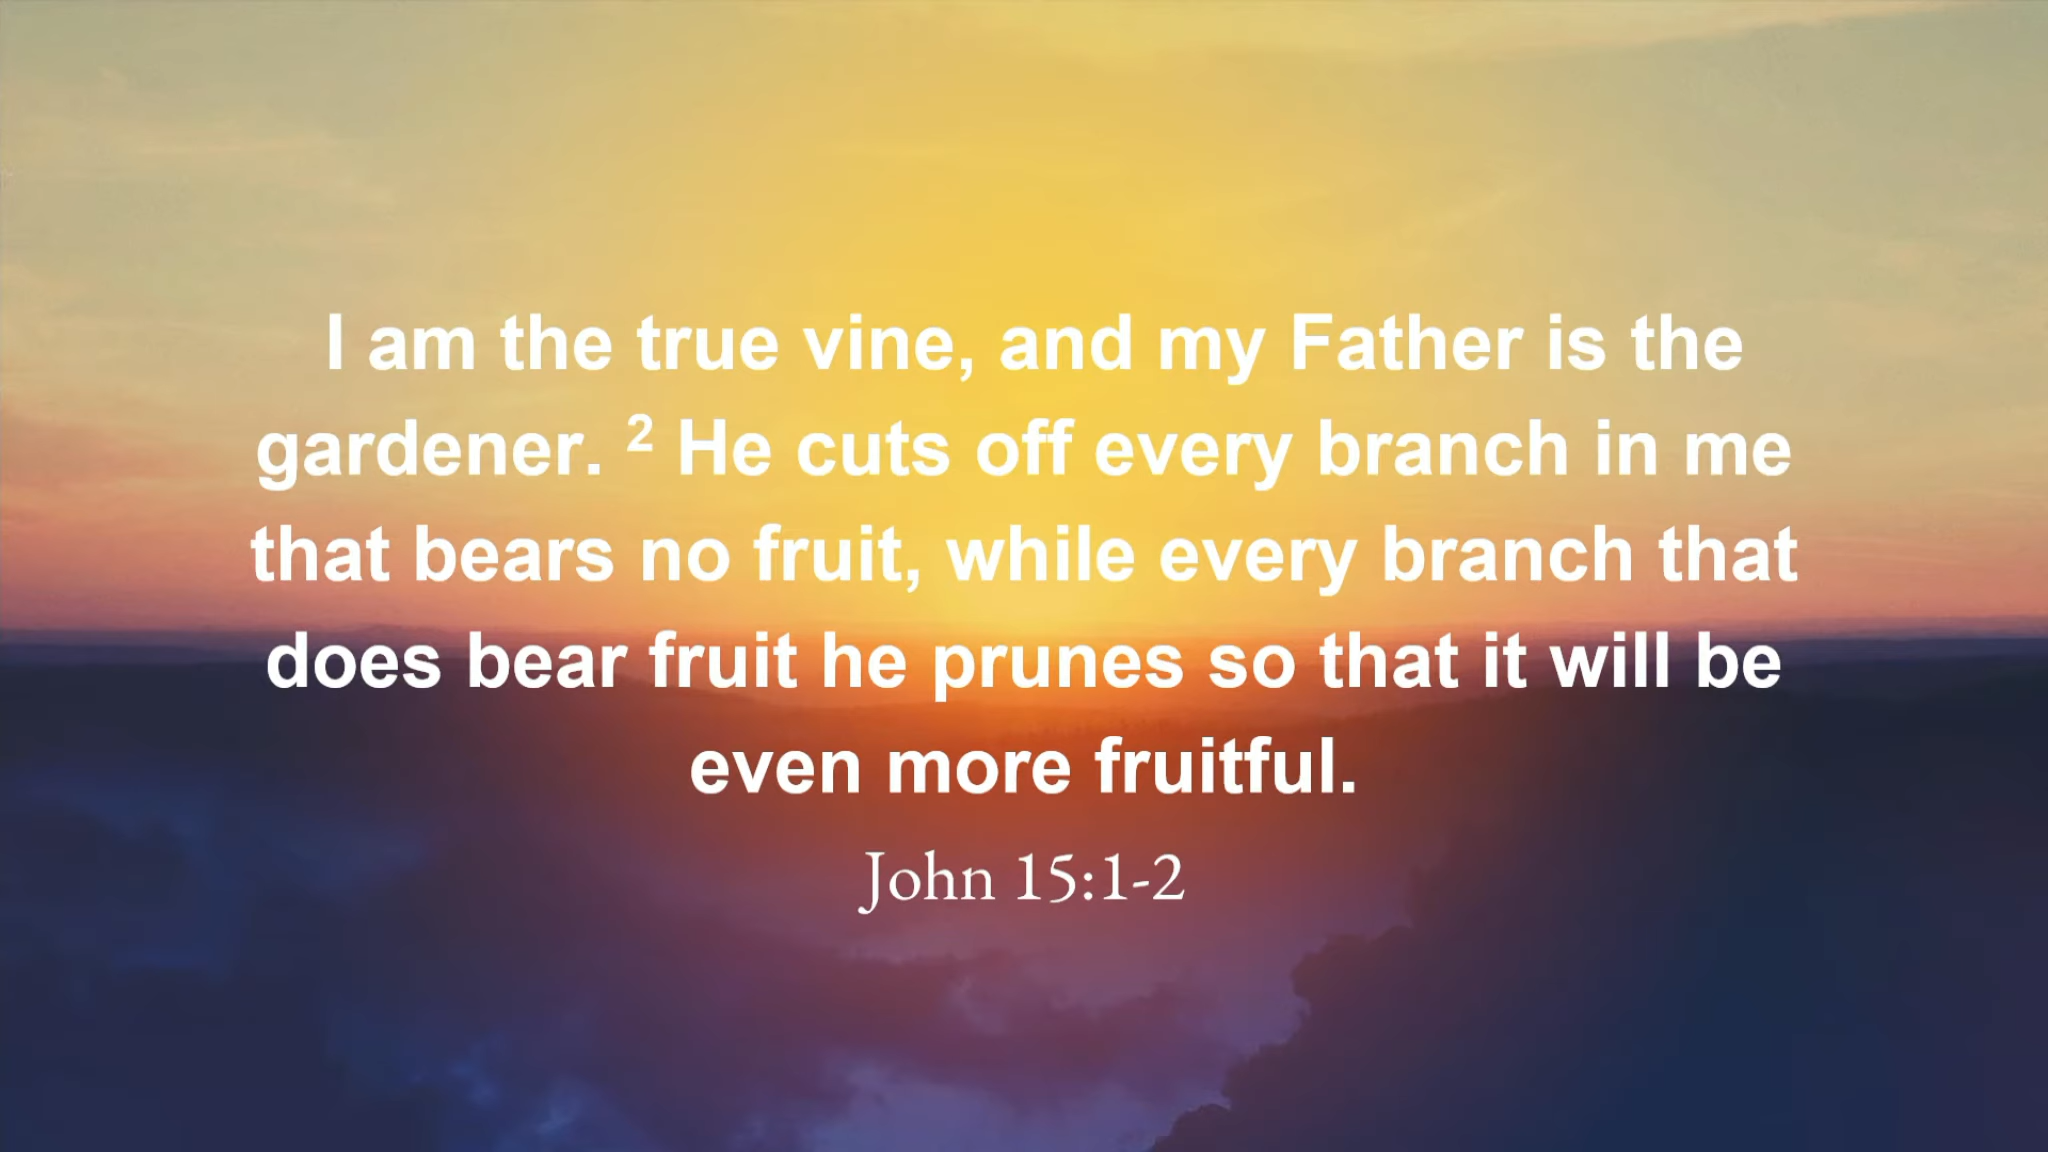 I am the true vine, and my Father is the
gardener. ² He cuts off every branch in me
that bears no fruit, while every branch that
does bear fruit he prunes so that it will be
even more fruitful.
John 15:1-2